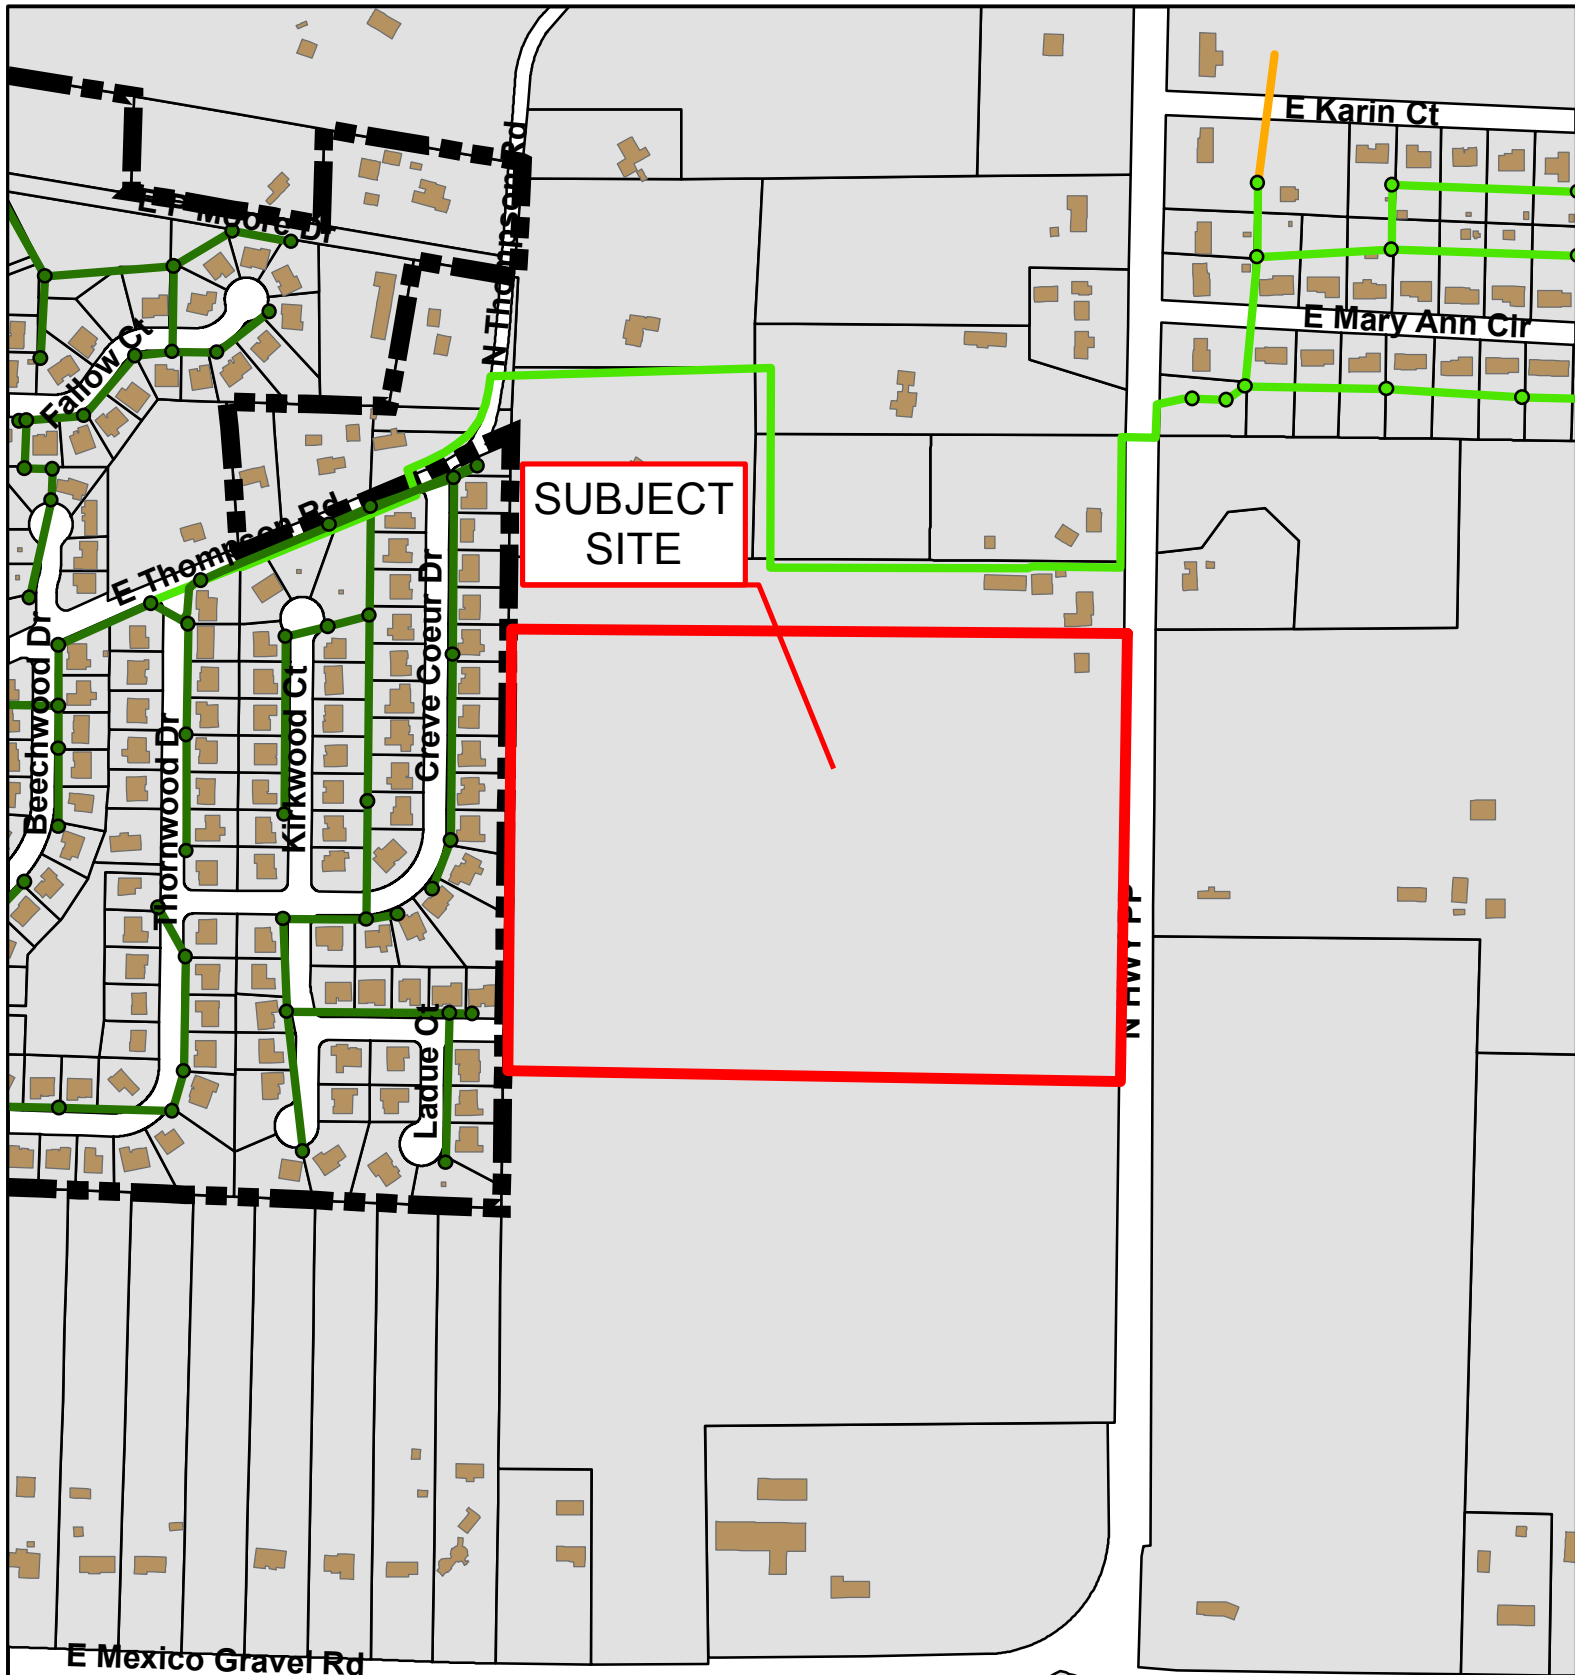 E Karin Ct
N Thompson Rd
E P Moore Dr
E Mary Ann Cir
Fallow Ct
SUBJECT
SITE
E Thompson Rd
Creve Coeur Dr
Beechwood Dr
Kirkwood Ct
Thornwood Dr
N HWY PP
Ladue Ct
E Mexico Gravel Rd